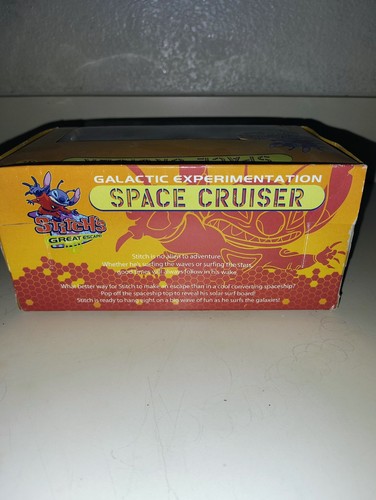 GALACTIC EXPERIMENTATION
SPACE CRUISER
STITCH'S
GREAT ESCAPE
Stitch is no alien to adventure.
Whether he's surfing the waves or surfing the stars,
good times will always follow in his wake.
What better way for Stitch to make an escape than in a cool converting spaceship?
Pop off the spaceship top to reveal his solar surf board!
Stitch is ready to hang eight on a big wave of fun as he surfs the galaxies!